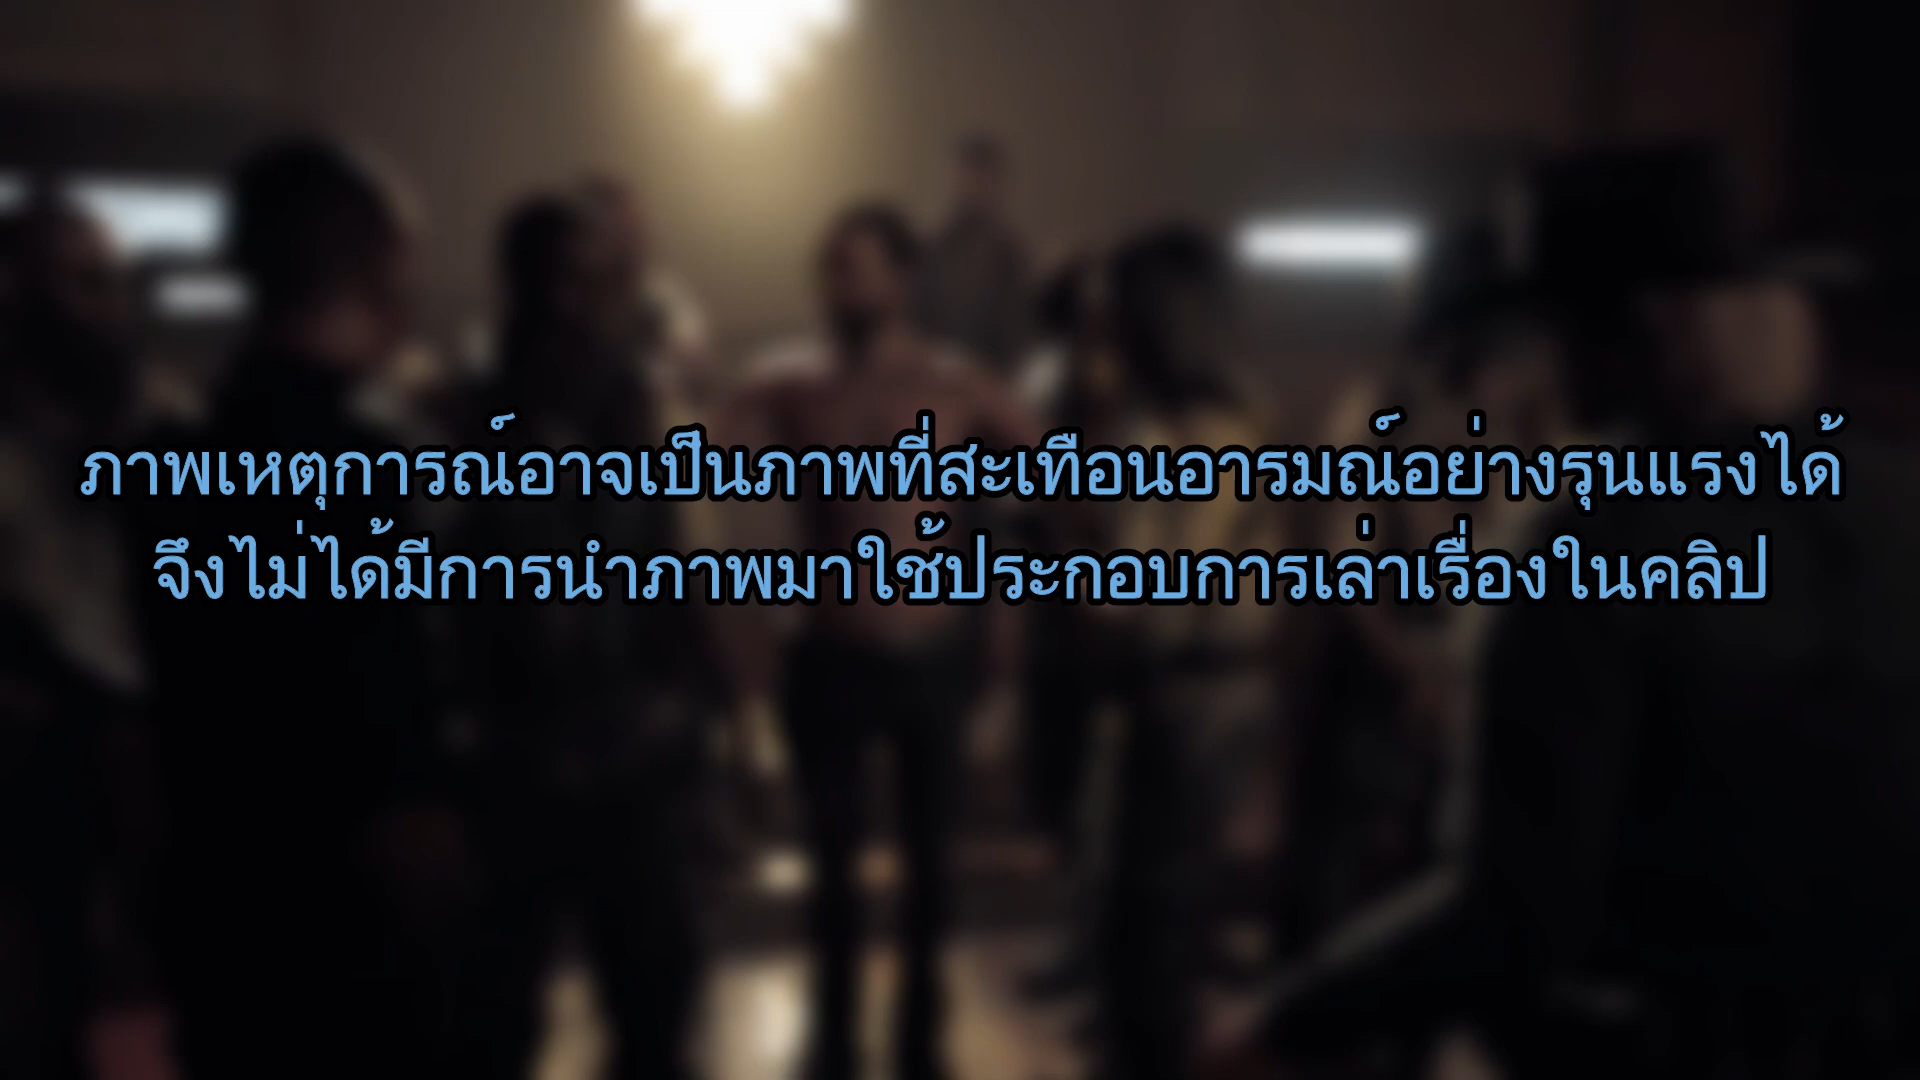 ภาพเหตุการณ์อาจเป็นภาพที่สะเทือนอารมณ์อย่างรุนแรงได้
จึงไม่ได้มีการนำภาพมาใช้ประกอบการเล่าเรื่องในคลิป